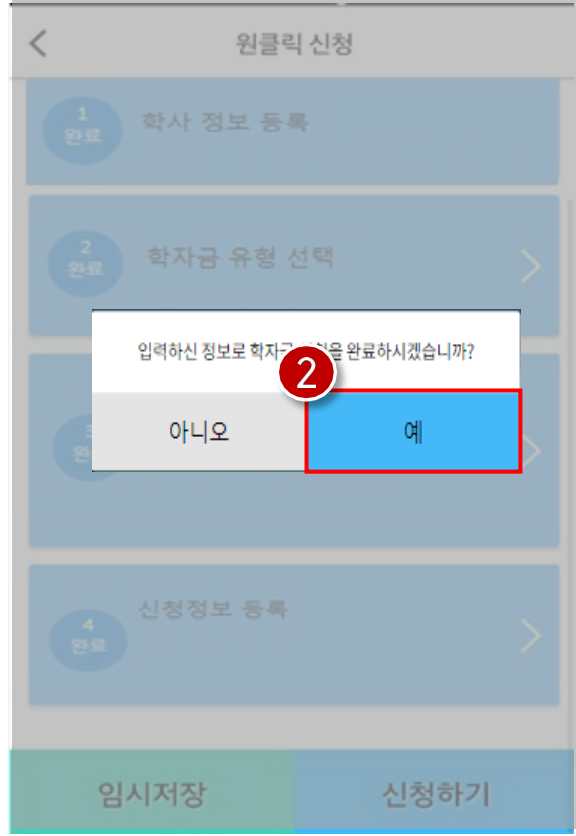 원클릭 신청
1
완료
학사 정보 등록
2
완료
학자금 유형 선택
입력하신 정보로 완료하시겠습니까?
2
아니오
예
신청정보 등록
4
완료
임시저장
신청하기